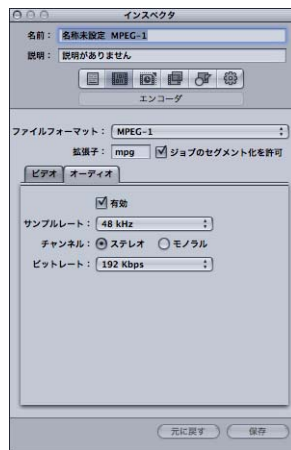 インスペクタ
名前： 名称未設定 MPEG-1
説明： 説明がありません
エンコーダ
ファイルフォーマット： MPEG-1
拡張子： mpg ジョブのセグメント化を許可
ビデオ オーディオ
有効
サンプルレート： 48 kHz
チャンネル： ステレオ モノラル
ビットレート： 192 Kbps
元に戻す 保存